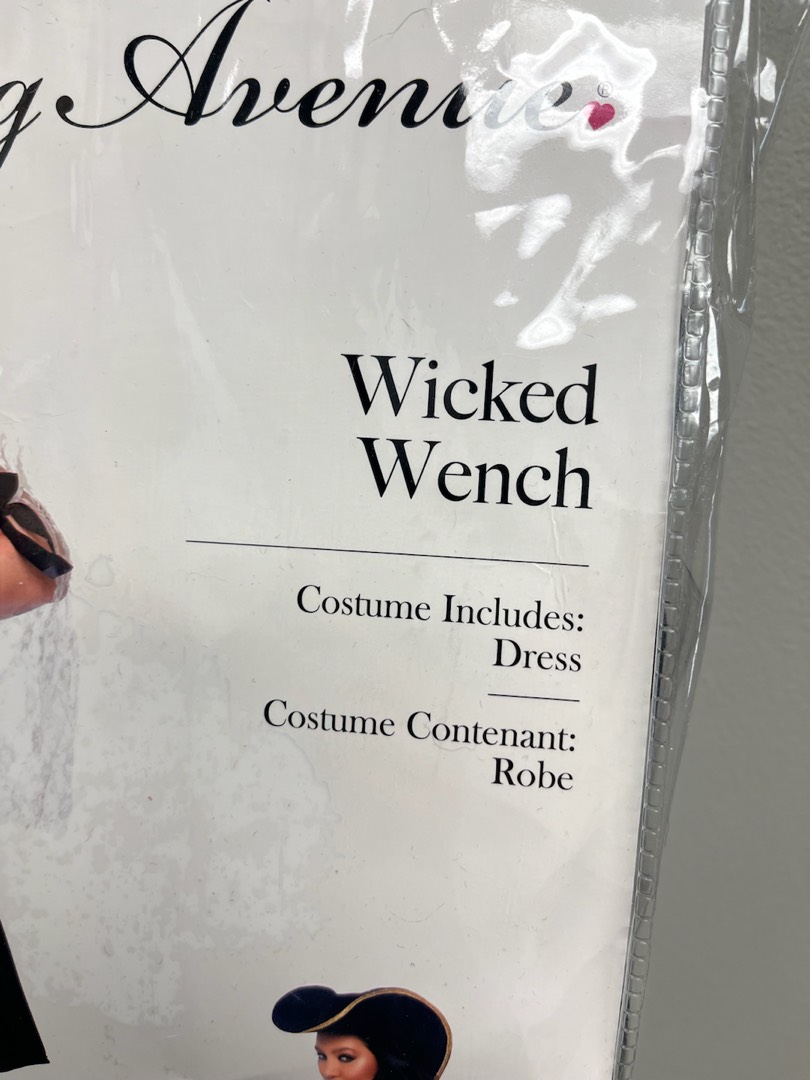 g Avenue®
Wicked
Wench
Costume Includes:
Dress
Costume Contenant:
Robe